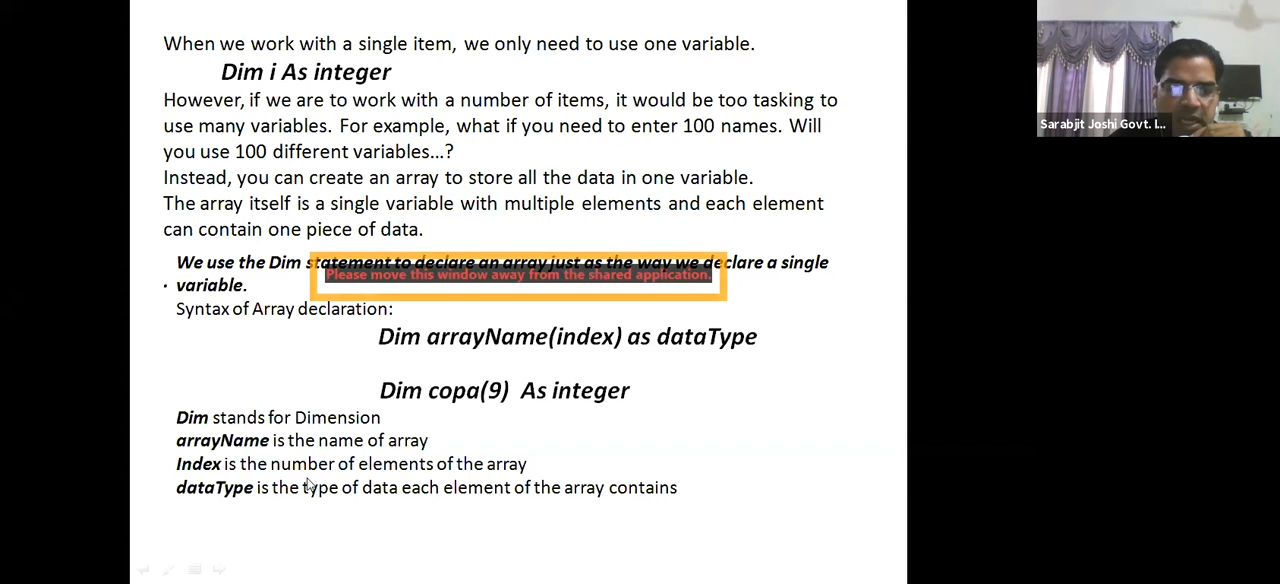 When we work with a single item, we only need to use one variable.
Dim i As integer
However, if we are to work with a number of items, it would be too tasking to
use many variables. For example, what if you need to enter 100 names. Will
you use 100 different variables...?
Instead, you can create an array to store all the data in one variable.
The array itself is a single variable with multiple elements and each element
can contain one piece of data.
We use the Dim statement to declare an array just as the way we declare a single
Please move this window away from the shared application.
· variable.
Syntax of Array declaration:
Dim arrayName(index) as dataType
Dim copa(9) As integer
Dim stands for Dimension
arrayName is the name of array
Index is the number of elements of the array
dataType is the type of data each element of the array contains
Sarabjit Joshi Govt. I...